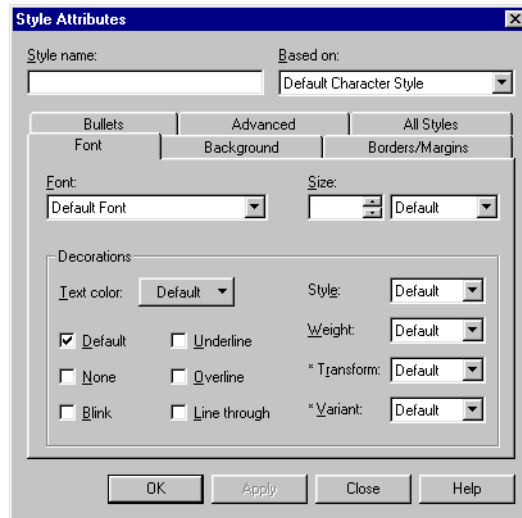 Style Attributes
Style name: Based on:
Default Character Style
Bullets Advanced All Styles
Font Background Borders/Margins
Font: Size:
Default Font Default
Decorations
Text color: Default Style: Default
Default Underline Weight: Default
None Overline * Transform: Default
Blink Line through * Variant: Default
OK Apply Close Help